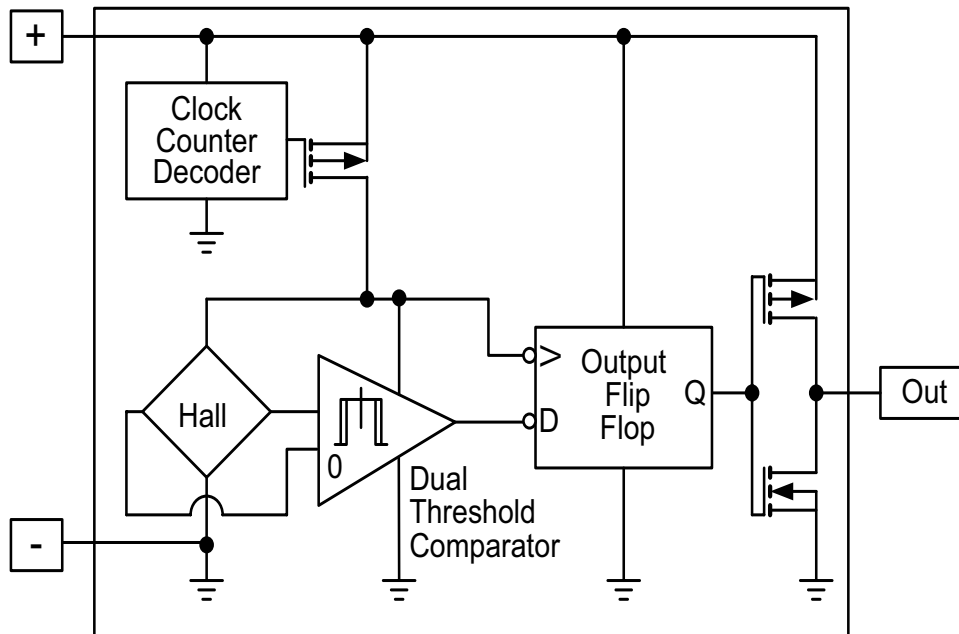 +
Clock
Counter
Decoder
Hall
0
Dual
Threshold
Comparator
>
D
Output
Flip
Flop
Q
Out
-